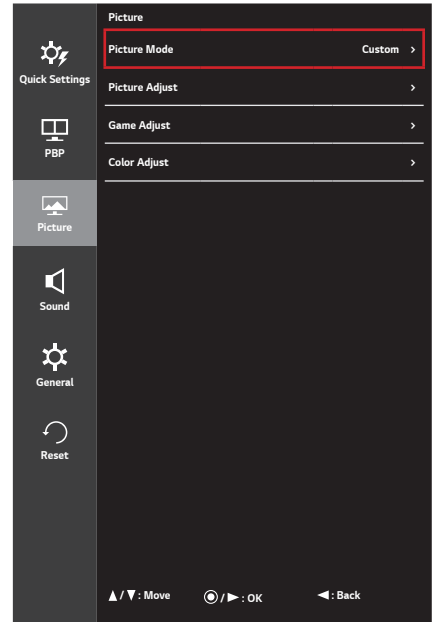 Picture
Picture Mode Custom >
Quick Settings
Picture Adjust >
Game Adjust >
PBP
Color Adjust >
Picture
Sound
General
Reset
▲/▼: Move ◉/►: OK ◄: Back